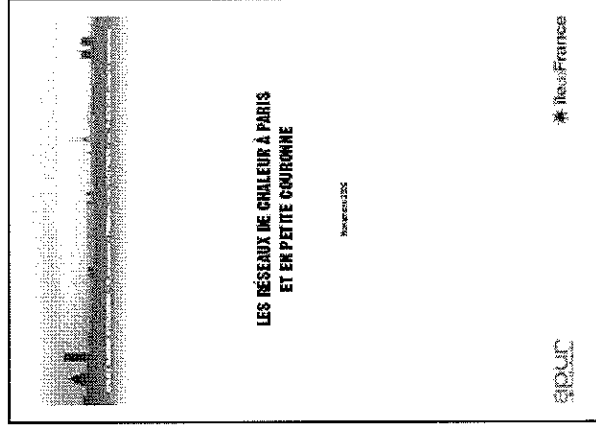 LES RÉSEAUX DE CHALEUR À PARIS
ET EN PETITE COURONNE
apur
îledeFrance